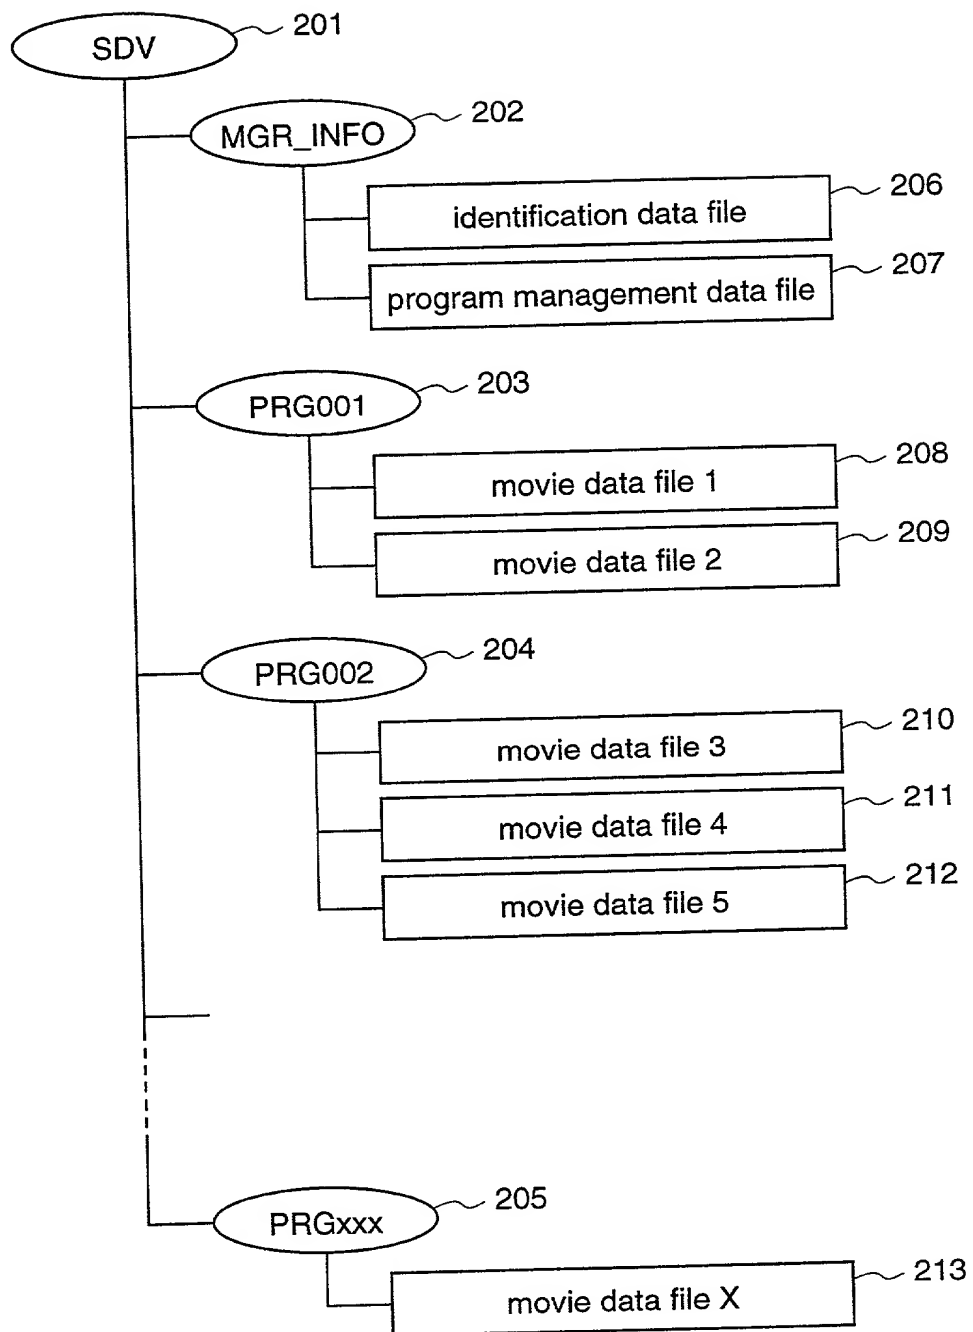 SDV 201
MGR_INFO 202
identification data file 206
program management data file 207
PRG001 203
movie data file 1 208
movie data file 2 209
PRG002 204
movie data file 3 210
movie data file 4 211
movie data file 5 212
PRGxxx 205
movie data file X 213